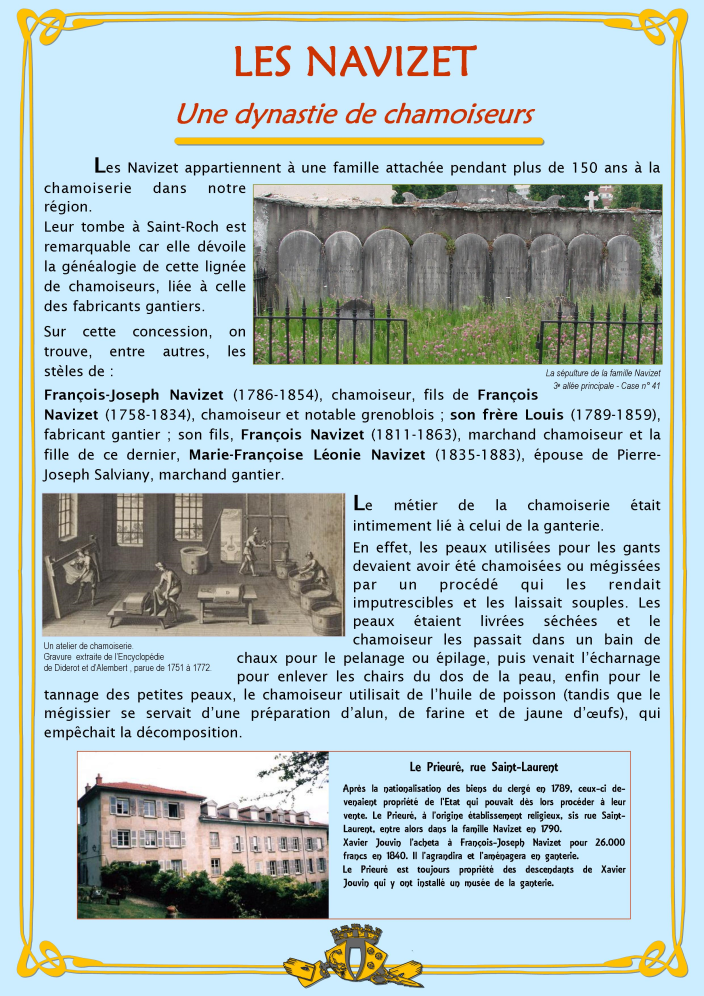 LES NAVIZET
Une dynastie de chamoiseurs
Les Navizet appartiennent à une famille attachée pendant plus de 150 ans à la
chamoiserie dans notre
région.
Leur tombe à Saint-Roch est
remarquable car elle dévoile
la généalogie de cette lignée
de chamoiseurs, liée à celle
des fabricants gantiers.
Sur cette concession, on
trouve, entre autres, les
stèles de :
La sépulture de la famille Navizet
3e allée principale - Case n° 41
François-Joseph Navizet (1786-1854), chamoiseur, fils de François
Navizet (1758-1834), chamoiseur et notable grenoblois ; son frère Louis (1789-1859),
fabricant gantier ; son fils, François Navizet (1811-1863), marchand chamoiseur et la
fille de ce dernier, Marie-Françoise Léonie Navizet (1835-1883), épouse de Pierre-
Joseph Salviany, marchand gantier.
Le métier de la chamoiserie était
intimement lié à celui de la ganterie.
En effet, les peaux utilisées pour les gants
devaient avoir été chamoisées ou mégissées
par un procédé qui les rendait
imputrescibles et les laissait souples. Les
peaux étaient livrées séchées et le
chamoiseur les passait dans un bain de
chaux pour le pelanage ou épilage, puis venait l'écharnage
pour enlever les chairs du dos de la peau, enfin pour le
tannage des petites peaux, le chamoiseur utilisait de l'huile de poisson (tandis que le
mégissier se servait d'une préparation d'alun, de farine et de jaune d'œufs), qui
empêchait la décomposition.
Un atelier de chamoiserie.
Gravure extraite de l'Encyclopédie
de Diderot et d'Alembert , parue de 1751 à 1772.
Le Prieuré, rue Saint-Laurent
Après la nationalisation des biens du clergé en 1789, ceux-ci de-
venaient propriété de l'Etat qui pouvait dès lors procéder à leur
vente. Le Prieuré, à l'origine établissement religieux, sis rue Saint-
Laurent, entre alors dans la famille Navizet en 1790.
Xavier Jouvin l'acheta à François-Joseph Navizet pour 26.000
francs en 1840. Il l'agrandira et l'aménagera en ganterie.
Le Prieuré est toujours propriété des descendants de Xavier
Jouvin qui y ont installé un musée de la ganterie.